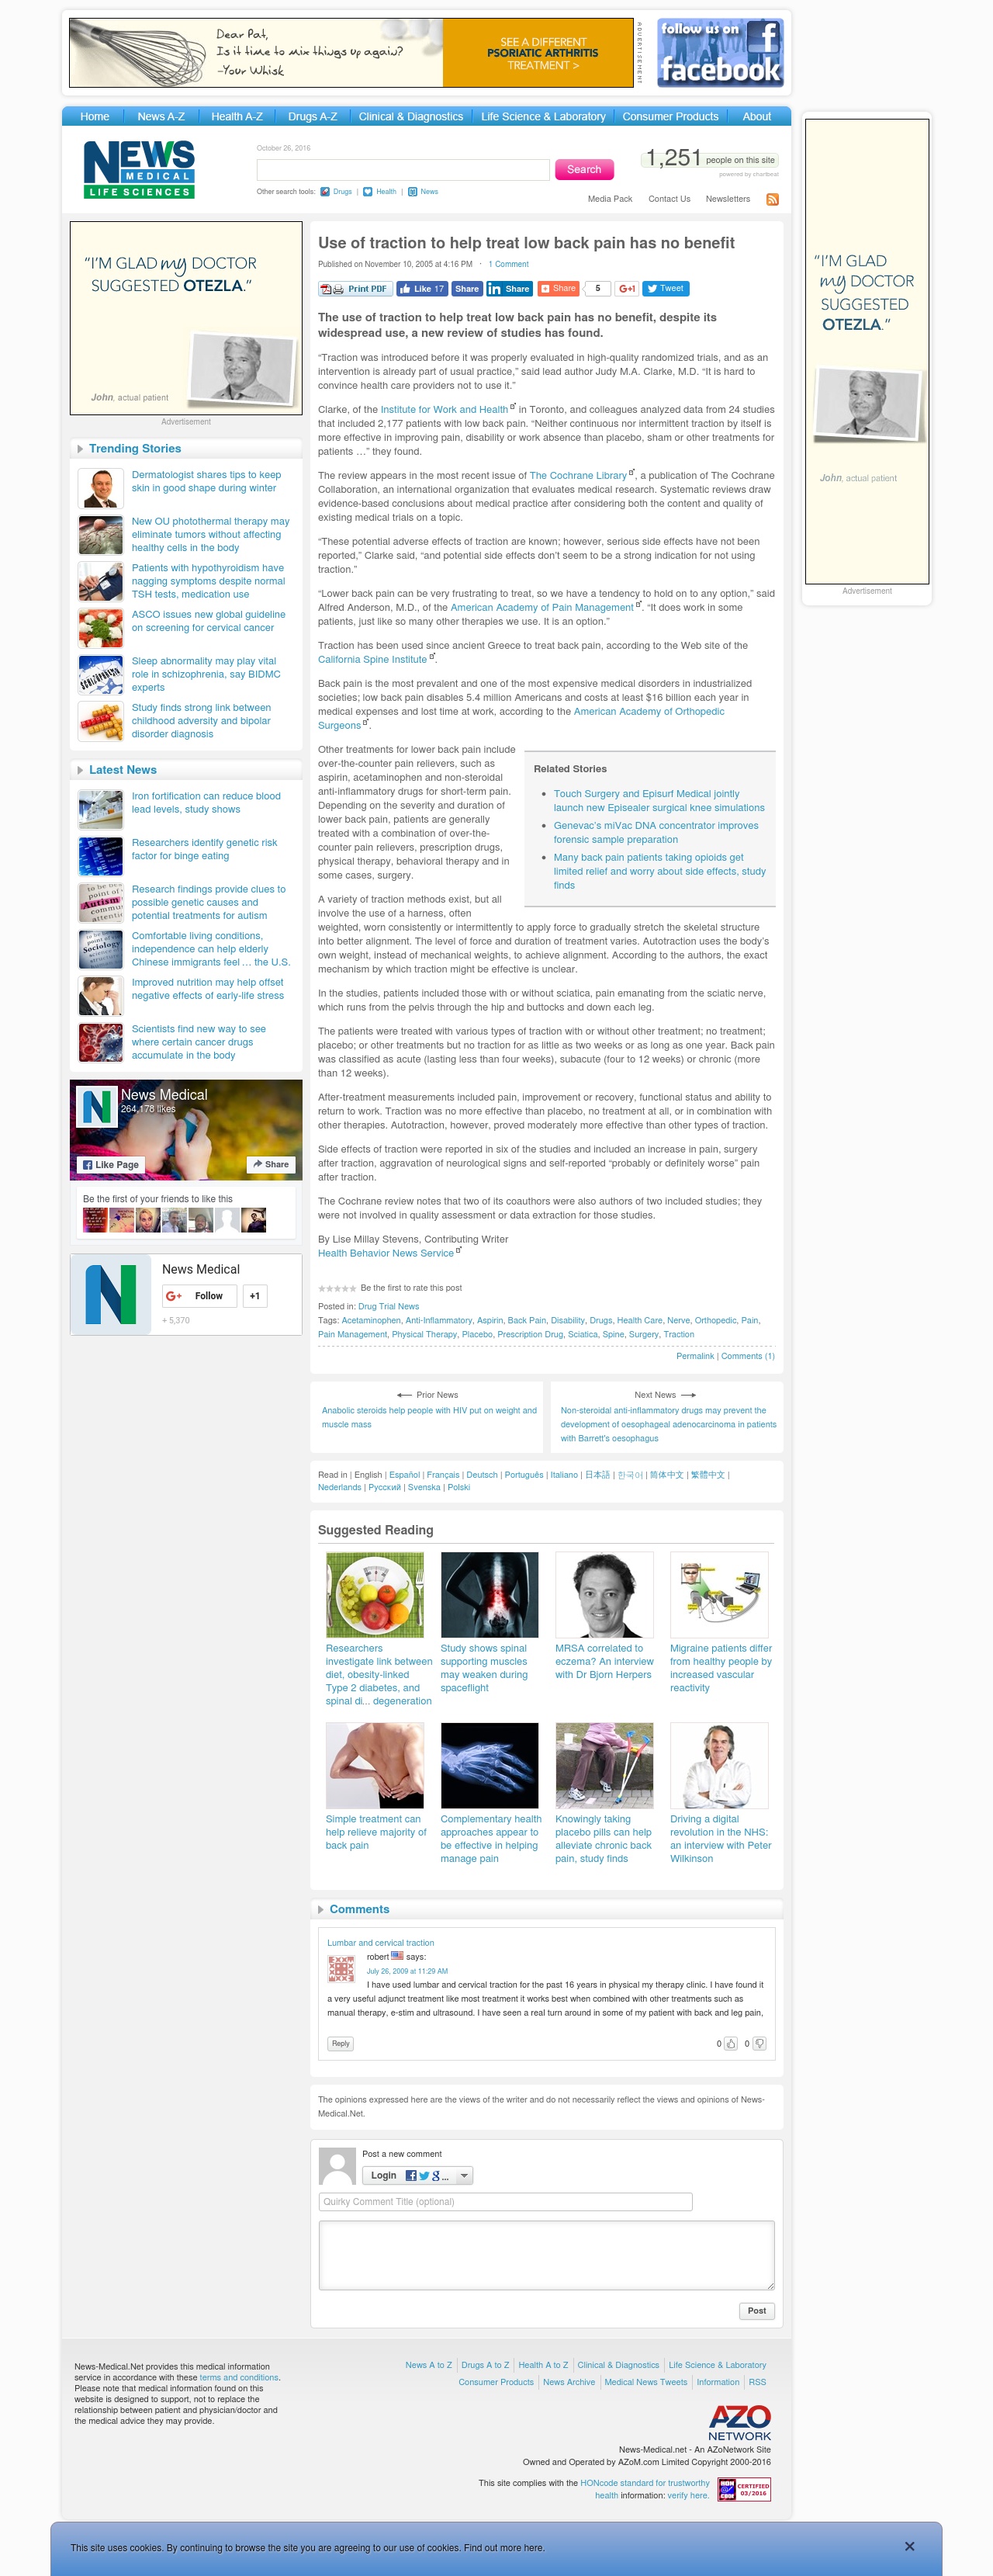 Dear Pat,
Is it time to mix things up again?
-Your Whisk
SEE A DIFFERENT
PSORIATIC ARTHRITIS
TREATMENT >
ADVERTISEMENT
follow us on
facebook
Home News A-Z Health A-Z Drugs A-Z Clinical & Diagnostics Life Science & Laboratory Consumer Products About
NEWS
MEDICAL
LIFE SCIENCES
October 26, 2016
Search
1,251 people on this site
powered by chartbeat
Other search tools: Drugs | Health | News
Media Pack Contact Us Newsletters
“I’M GLAD my DOCTOR
SUGGESTED OTEZLA.”
John, actual patient
Advertisement
Trending Stories
Dermatologist shares tips to keep
skin in good shape during winter
New OU photothermal therapy may
eliminate tumors without affecting
healthy cells in the body
Patients with hypothyroidism have
nagging symptoms despite normal
TSH tests, medication use
ASCO issues new global guideline
on screening for cervical cancer
Sleep abnormality may play vital
role in schizophrenia, say BIDMC
experts
Study finds strong link between
childhood adversity and bipolar
disorder diagnosis
Latest News
Iron fortification can reduce blood
lead levels, study shows
Researchers identify genetic risk
factor for binge eating
Research findings provide clues to
possible genetic causes and
potential treatments for autism
Comfortable living conditions,
independence can help elderly
Chinese immigrants feel ... the U.S.
Improved nutrition may help offset
negative effects of early-life stress
Scientists find new way to see
where certain cancer drugs
accumulate in the body
News Medical
264,178 likes
Like Page
Share
Be the first of your friends to like this
News Medical
Follow
+1
+ 5,370
Use of traction to help treat low back pain has no benefit
Published on November 10, 2005 at 4:16 PM · 1 Comment
Print PDF Like 17 Share Share Share 5 +1 Tweet
The use of traction to help treat low back pain has no benefit, despite its
widespread use, a new review of studies has found.
“Traction was introduced before it was properly evaluated in high-quality randomized trials, and as an
intervention is already part of usual practice,” said lead author Judy M.A. Clarke, M.D. “It is hard to
convince health care providers not to use it.”
Clarke, of the Institute for Work and Health in Toronto, and colleagues analyzed data from 24 studies
that included 2,177 patients with low back pain. “Neither continuous nor intermittent traction by itself is
more effective in improving pain, disability or work absence than placebo, sham or other treatments for
patients …” they found.
The review appears in the most recent issue of The Cochrane Library, a publication of The Cochrane
Collaboration, an international organization that evaluates medical research. Systematic reviews draw
evidence-based conclusions about medical practice after considering both the content and quality of
existing medical trials on a topic.
“These potential adverse effects of traction are known; however, serious side effects have not been
reported,” Clarke said, “and potential side effects don’t seem to be a strong indication for not using
traction.”
“Lower back pain can be very frustrating to treat, so we have a tendency to hold on to any option,” said
Alfred Anderson, M.D., of the American Academy of Pain Management. “It does work in some
patients, just like so many other therapies we use. It is an option.”
Traction has been used since ancient Greece to treat back pain, according to the Web site of the
California Spine Institute.
Back pain is the most prevalent and one of the most expensive medical disorders in industrialized
societies; low back pain disables 5.4 million Americans and costs at least $16 billion each year in
medical expenses and lost time at work, according to the American Academy of Orthopedic
Surgeons.
Other treatments for lower back pain include
over-the-counter pain relievers, such as
aspirin, acetaminophen and non-steroidal
anti-inflammatory drugs for short-term pain.
Depending on the severity and duration of
lower back pain, patients are generally
treated with a combination of over-the-
counter pain relievers, prescription drugs,
physical therapy, behavioral therapy and in
some cases, surgery.
Related Stories
Touch Surgery and Episurf Medical jointly
launch new Episealer surgical knee simulations
Genevac's miVac DNA concentrator improves
forensic sample preparation
Many back pain patients taking opioids get
limited relief and worry about side effects, study
finds
A variety of traction methods exist, but all
involve the use of a harness, often
weighted, worn consistently or intermittently to apply force to gradually stretch the skeletal structure
into better alignment. The level of force and duration of treatment varies. Autotraction uses the body’s
own weight, instead of mechanical weights, to achieve alignment. According to the authors, the exact
mechanism by which traction might be effective is unclear.
In the studies, patients included those with or without sciatica, pain emanating from the sciatic nerve,
which runs from the pelvis through the hip and buttocks and down each leg.
The patients were treated with various types of traction with or without other treatment; no treatment;
placebo; or other treatments but no traction for as little as two weeks or as long as one year. Back pain
was classified as acute (lasting less than four weeks), subacute (four to 12 weeks) or chronic (more
than 12 weeks).
After-treatment measurements included pain, improvement or recovery, functional status and ability to
return to work. Traction was no more effective than placebo, no treatment at all, or in combination with
other therapies. Autotraction, however, proved moderately more effective than other types of traction.
Side effects of traction were reported in six of the studies and included an increase in pain, surgery
after traction, aggravation of neurological signs and self-reported “probably or definitely worse” pain
after traction.
The Cochrane review notes that two of its coauthors were also authors of two included studies; they
were not involved in quality assessment or data extraction for those studies.
By Lise Millay Stevens, Contributing Writer
Health Behavior News Service
Be the first to rate this post
Posted in: Drug Trial News
Tags: Acetaminophen, Anti-Inflammatory, Aspirin, Back Pain, Disability, Drugs, Health Care, Nerve, Orthopedic, Pain,
Pain Management, Physical Therapy, Placebo, Prescription Drug, Sciatica, Spine, Surgery, Traction
Permalink | Comments (1)
Prior News
Anabolic steroids help people with HIV put on weight and
muscle mass
Next News
Non-steroidal anti-inflammatory drugs may prevent the
development of oesophageal adenocarcinoma in patients
with Barrett's oesophagus
Read in | English | Español | Français | Deutsch | Português | Italiano | 日本語 | 한국어 | 简体中文 | 繁體中文 |
Nederlands | Русский | Svenska | Polski
Suggested Reading
Researchers
investigate link between
diet, obesity-linked
Type 2 diabetes, and
spinal di... degeneration
Study shows spinal
supporting muscles
may weaken during
spaceflight
MRSA correlated to
eczema? An interview
with Dr Bjorn Herpers
Migraine patients differ
from healthy people by
increased vascular
reactivity
Simple treatment can
help relieve majority of
back pain
Complementary health
approaches appear to
be effective in helping
manage pain
Knowingly taking
placebo pills can help
alleviate chronic back
pain, study finds
Driving a digital
revolution in the NHS:
an interview with Peter
Wilkinson
Comments
Lumbar and cervical traction
robert says:
July 26, 2009 at 11:29 AM
I have used lumbar and cervical traction for the past 16 years in physical my therapy clinic. I have found it
a very useful adjunct treatment like most treatment it works best when combined with other treatments such as
manual therapy, e-stim and ultrasound. I have seen a real turn around in some of my patient with back and leg pain,
Reply
0 0
The opinions expressed here are the views of the writer and do not necessarily reflect the views and opinions of News-
Medical.Net.
Post a new comment
Login ...
Quirky Comment Title (optional)
Post
“I’M GLAD
my DOCTOR
SUGGESTED
OTEZLA.”
John, actual patient
Advertisement
News-Medical.Net provides this medical information
service in accordance with these terms and conditions.
Please note that medical information found on this
website is designed to support, not to replace the
relationship between patient and physician/doctor and
the medical advice they may provide.
News A to Z Drugs A to Z Health A to Z Clinical & Diagnostics Life Science & Laboratory
Consumer Products News Archive Medical News Tweets Information RSS
AZO
NETWORK
News-Medical.net - An AZoNetwork Site
Owned and Operated by AZoM.com Limited Copyright 2000-2016
This site complies with the HONcode standard for trustworthy
health information: verify here.
CERTIFIED
03/2016
This site uses cookies. By continuing to browse the site you are agreeing to our use of cookies. Find out more here.